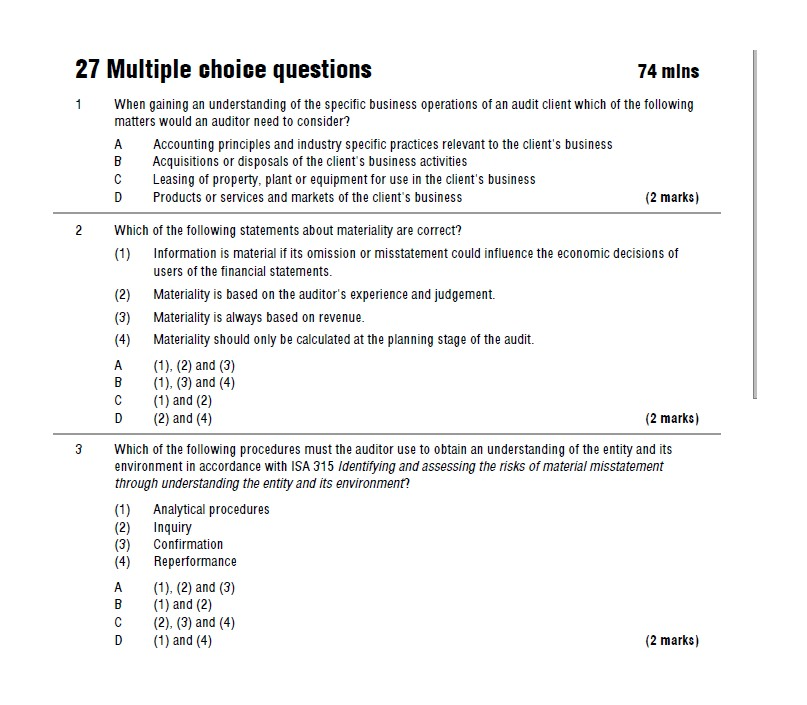 27 Multiple choice questions 74 mins
1 When gaining an understanding of the specific business operations of an audit client which of the following
matters would an auditor need to consider?
A Accounting principles and industry specific practices relevant to the client's business
B Acquisitions or disposals of the client's business activities
C Leasing of property, plant or equipment for use in the client's business
D Products or services and markets of the client's business (2 marks)
2 Which of the following statements about materiality are correct?
(1) Information is material if its omission or misstatement could influence the economic decisions of
users of the financial statements.
(2) Materiality is based on the auditor's experience and judgement.
(3) Materiality is always based on revenue.
(4) Materiality should only be calculated at the planning stage of the audit.
A (1), (2) and (3)
B (1), (3) and (4)
C (1) and (2)
D (2) and (4) (2 marks)
3 Which of the following procedures must the auditor use to obtain an understanding of the entity and its
environment in accordance with ISA 315 Identifying and assessing the risks of material misstatement
through understanding the entity and its environment?
(1) Analytical procedures
(2) Inquiry
(3) Confirmation
(4) Reperformance
A (1), (2) and (3)
B (1) and (2)
C (2), (3) and (4)
D (1) and (4) (2 marks)